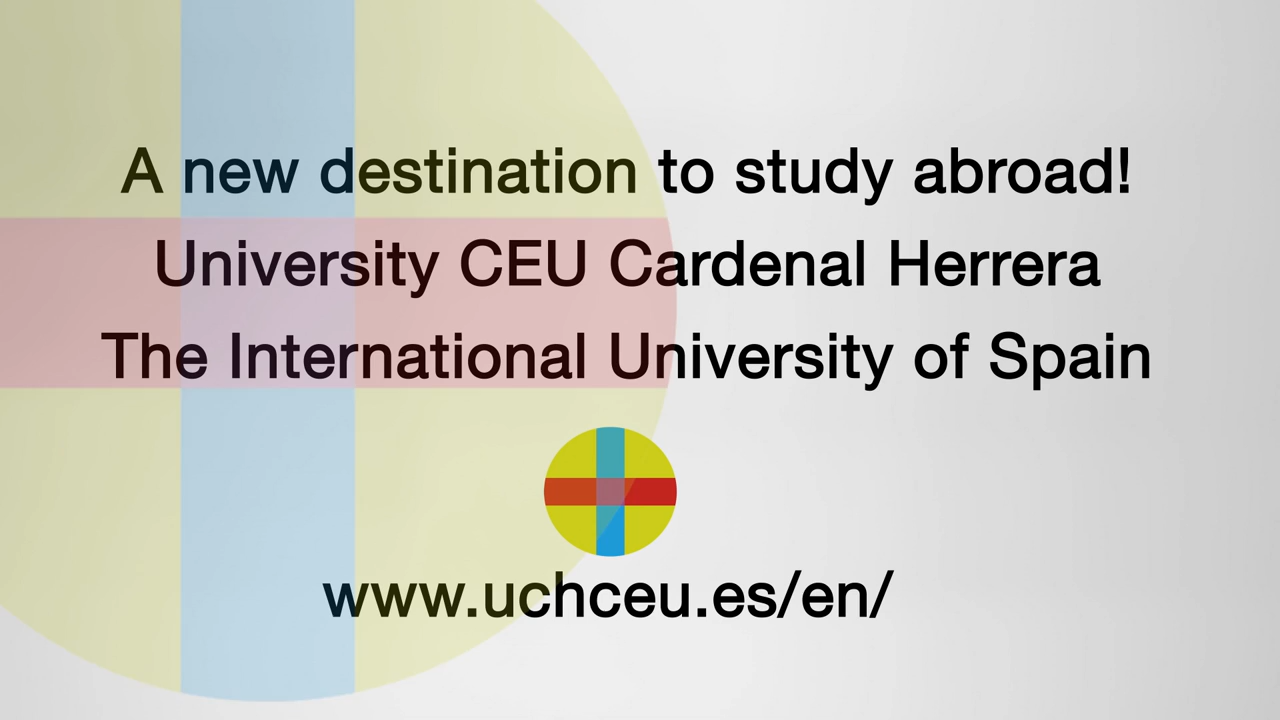 A new destination to study abroad!
University CEU Cardenal Herrera
The International University of Spain
www.uchceu.es/en/